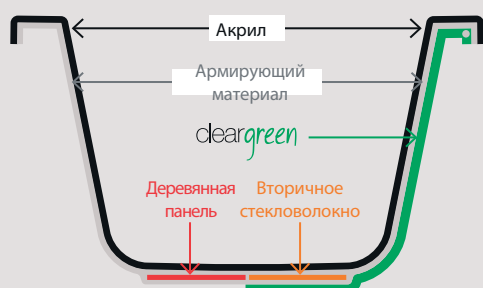 Акрил
Армирующий
материал
cleargreen
Деревянная Вторичное
панель стекловолокно